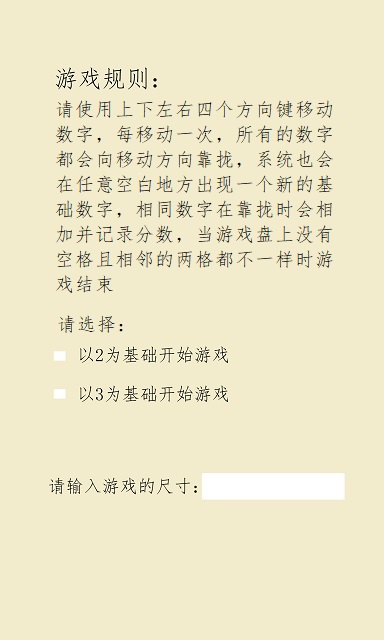 游戏规则：
请使用上下左右四个方向键移动
数字，每移动一次，所有的数字
都会向移动方向靠拢，系统也会
在任意空白地方出现一个新的基
础数字，相同数字在靠拢时会相
加并记录分数，当游戏盘上没有
空格且相邻的两格都不一样时游
戏结束
请选择：
以2为基础开始游戏
以3为基础开始游戏
请输入游戏的尺寸：